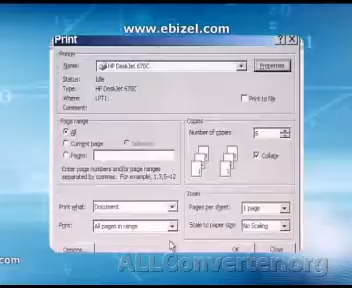 www.ebizel.com
Print
Printer
Name: HP DeskJet 670C Properties
Status: Idle
Type: HP DeskJet 670C
Where: LPT1:
Comment: Print to file
Page range Copies
All Number of copies: 6
Current page Selection
Pages: Collate
Enter page numbers and/or page ranges
separated by commas. For example, 1,3,5-12
Zoom
Print what: Document Pages per sheet: 1 page
Print: All pages in range Scale to paper size: No Scaling
Options OK Close
ALLConverter.org
s.com